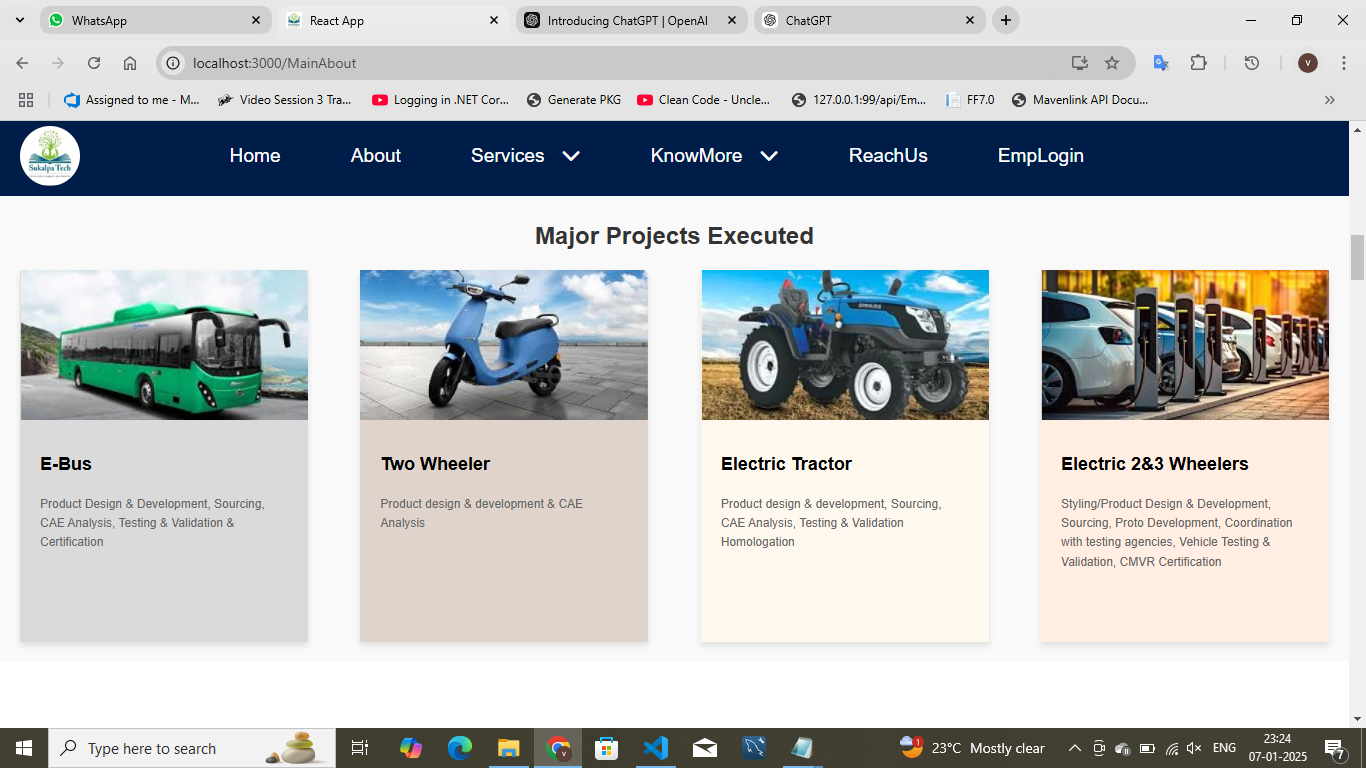 WhatsApp
React App
Introducing ChatGPT | OpenAI
ChatGPT
localhost:3000/MainAbout
V
Assigned to me - M...
Video Session 3 Tra...
Logging in .NET Cor...
Generate PKG
Clean Code - Uncle...
127.0.0.1:99/api/Em...
FF7.0
Mavenlink API Docu...
Sukalpa Tech
Home
About
Services
KnowMore
ReachUs
EmpLogin
Major Projects Executed
E-Bus
Product Design & Development, Sourcing,
CAE Analysis, Testing & Validation &
Certification
Two Wheeler
Product design & development & CAE
Analysis
Electric Tractor
Product design & development, Sourcing,
CAE Analysis, Testing & Validation
Homologation
Electric 2&3 Wheelers
Styling/Product Design & Development,
Sourcing, Proto Development, Coordination
with testing agencies, Vehicle Testing &
Validation, CMVR Certification
Type here to search
1
23°C Mostly clear
ENG
23:24
07-01-2025
7